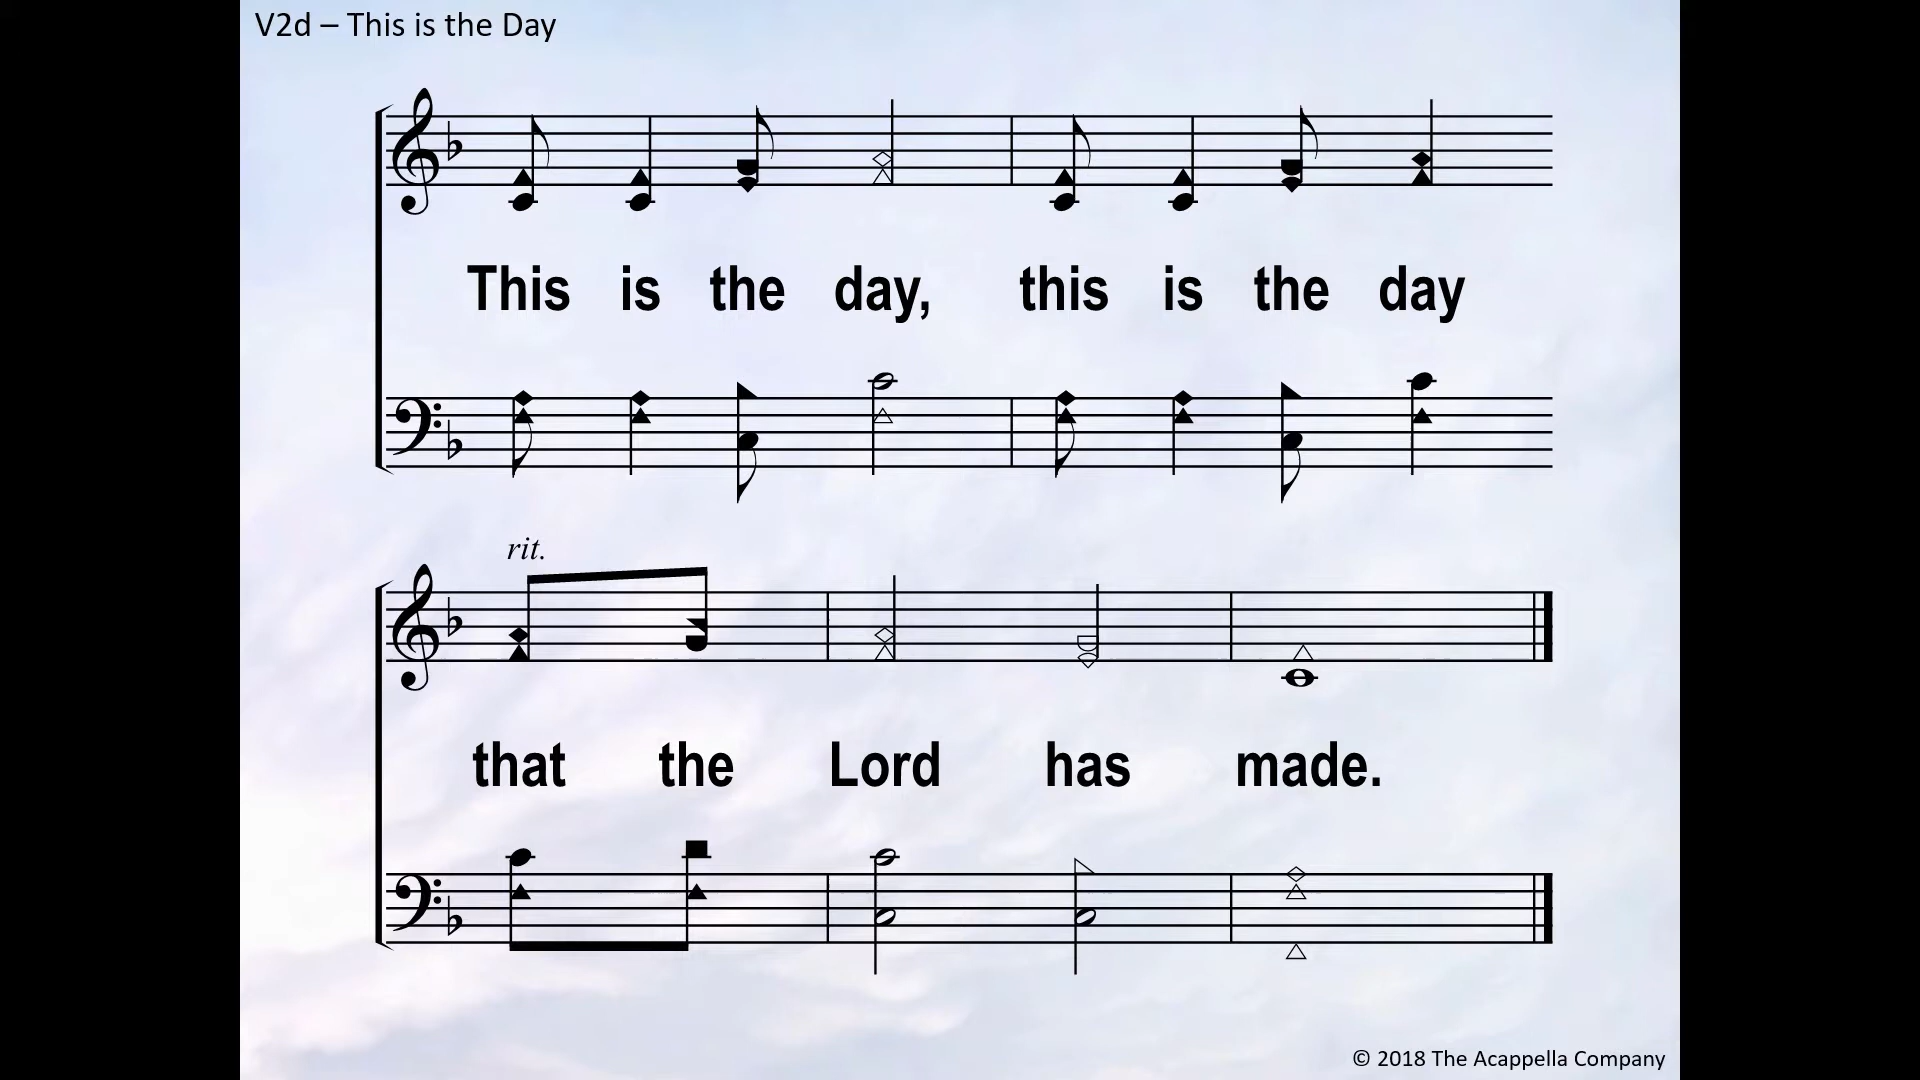 V2d – This is the Day
This is the day, this is the day
rit.
that the Lord has made.
© 2018 The Acappella Company